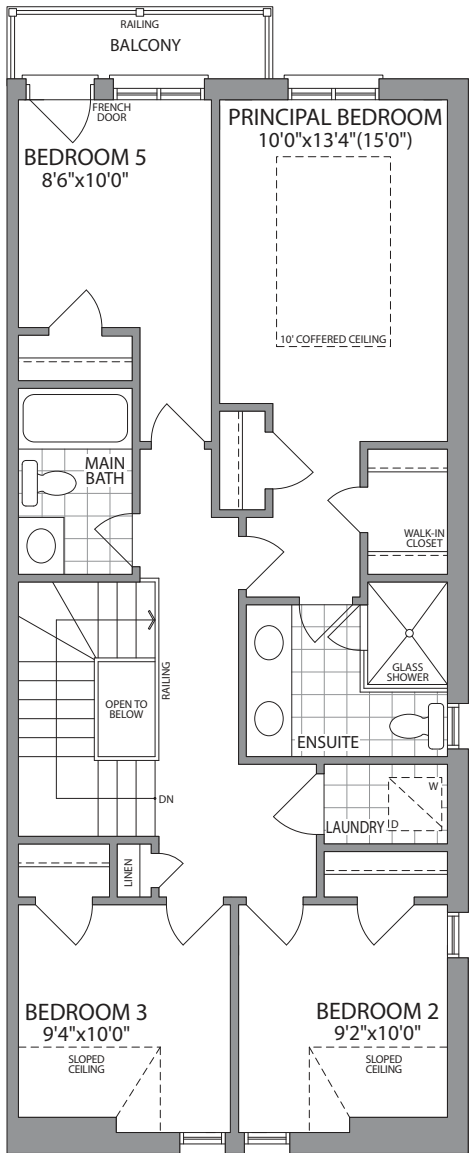 RAILING
BALCONY
FRENCH
DOOR
PRINCIPAL BEDROOM
10'0"x13'4"(15'0")
BEDROOM 5
8'6"x10'0"
10' COFFERED CEILING
MAIN
BATH
WALK-IN
CLOSET
GLASS
SHOWER
RAILING
OPEN TO
BELOW
ENSUITE
DN
W
LAUNDRY
D
LINEN
BEDROOM 3
9'4"x10'0"
BEDROOM 2
9'2"x10'0"
SLOPED
CEILING
SLOPED
CEILING